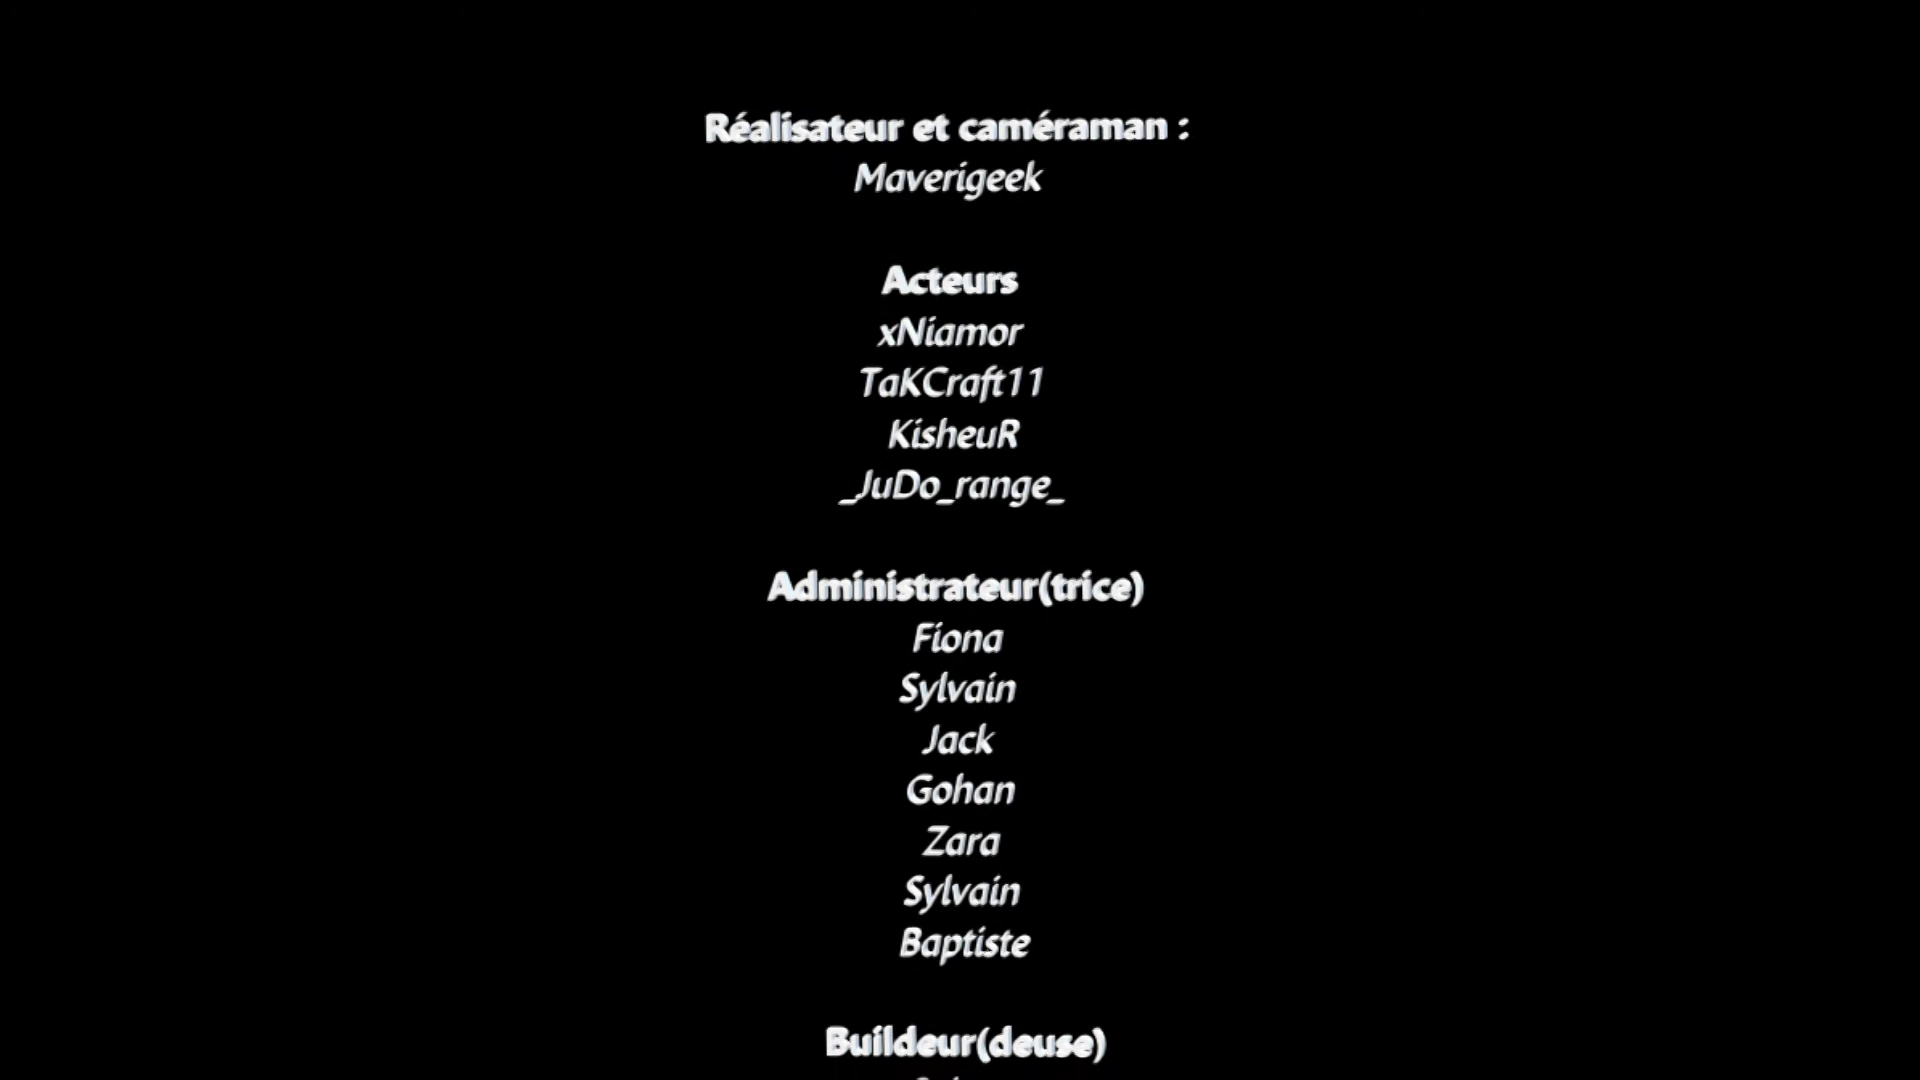 Réalisateur et caméraman :
Maverigeek
Acteurs
xNiamor
TaKCraft11
KisheuR
_JuDo_range_
Administrateur(trice)
Fiona
Sylvain
Jack
Gohan
Zara
Sylvain
Baptiste
Buildeur(deuse)